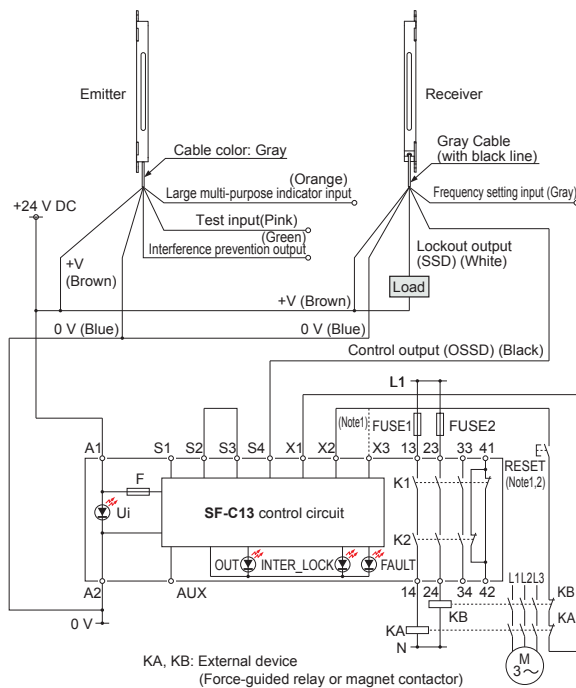 Emitter
Receiver
Cable color: Gray
Gray Cable
(with black line)
(Orange)
Large multi-purpose indicator input
Frequency setting input (Gray)
+24 V DC
Test input(Pink)
(Green)
Interference prevention output
Lockout output
(SSD) (White)
+V
(Brown)
Load
+V (Brown)
0 V (Blue)
0 V (Blue)
Control output (OSSD) (Black)
L1
(Note1)
FUSE1
FUSE2
A1
S1
S2
S3
S4
X1
X2
X3
13
23
33
41
E
RESET
(Note1,2)
F
K1
Ui
SF-C13 control circuit
K2
OUT
INTER_LOCK
FAULT
A2
AUX
14
24
34
42
L1L2L3
KB
KB
KA
0 V
KA
N
M
3~
KA, KB: External device
(Force-guided relay or magnet contactor)